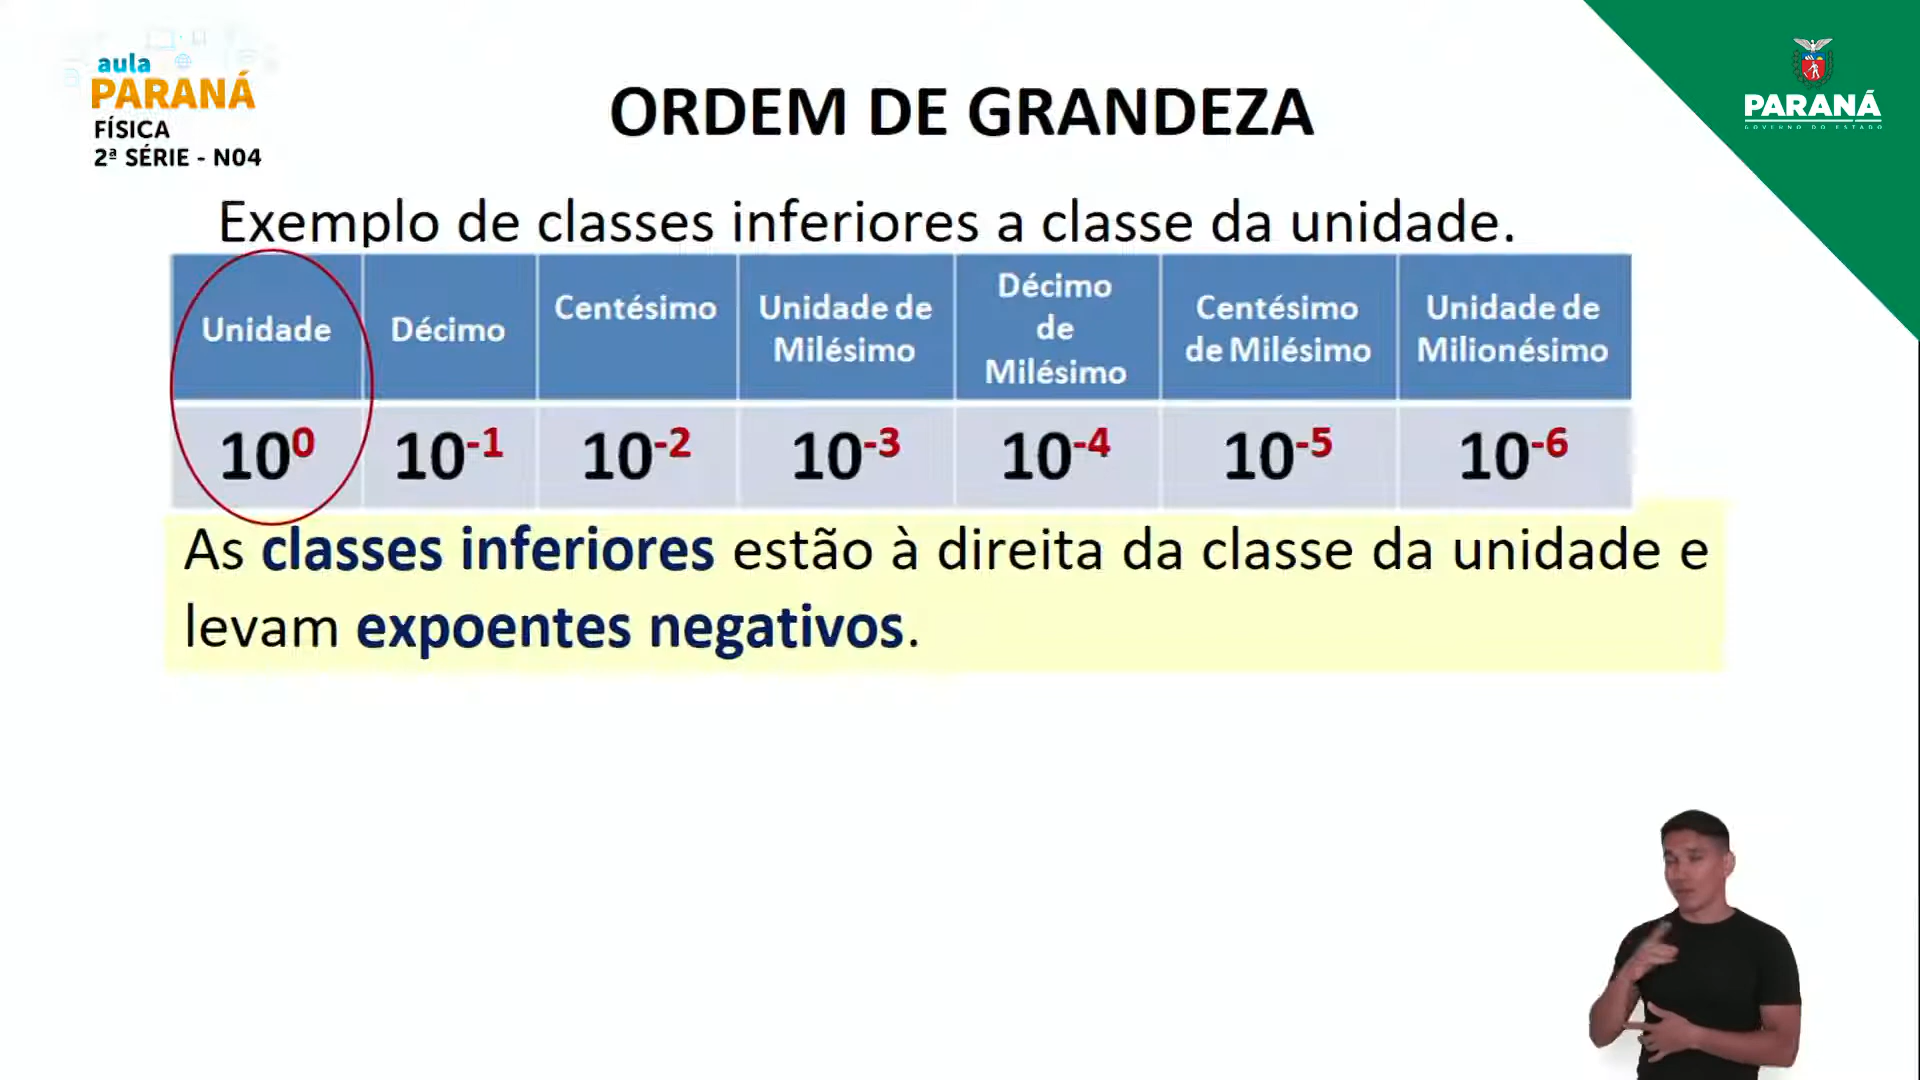 aula
PARANÁ
FÍSICA
2ª SÉRIE - N04
ORDEM DE GRANDEZA
PARANÁ
GOVERNO DO ESTADO
Exemplo de classes inferiores a classe da unidade.
Unidade
Décimo
Centésimo
Unidade de
Milésimo
Décimo
de
Milésimo
Centésimo
de Milésimo
Unidade de
Milionésimo
10⁰
10⁻¹
10⁻²
10⁻³
10⁻⁴
10⁻⁵
10⁻⁶
As classes inferiores estão à direita da classe da unidade e
levam expoentes negativos.